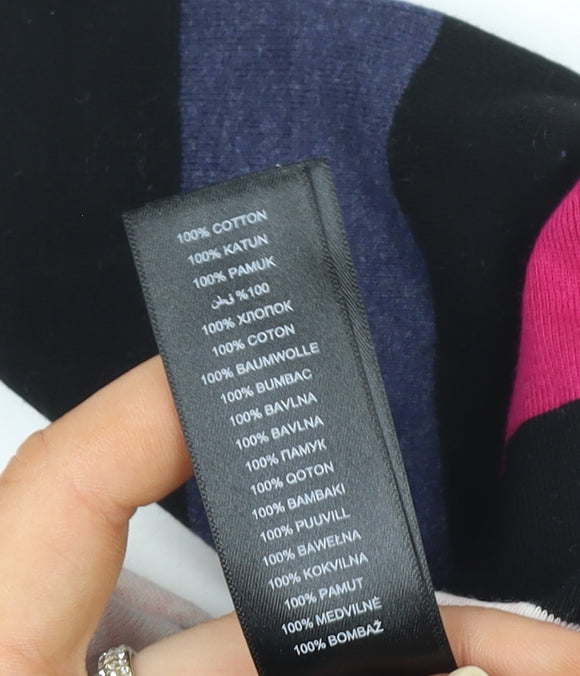 100% COTTON
100% KATUN
100% PAMUK
%100 قطن
100% ХЛОПОК
100% COTON
100% BAUMWOLLE
100% BUMBAC
100% BAVLNA
100% BAVLNA
100% ПАМУК
100% QOTON
100% BAMBAKI
100% PUUVILL
100% BAWEŁNA
100% KOKVILNA
100% PAMUT
100% MEDVILNĖ
100% BOMBAŽ